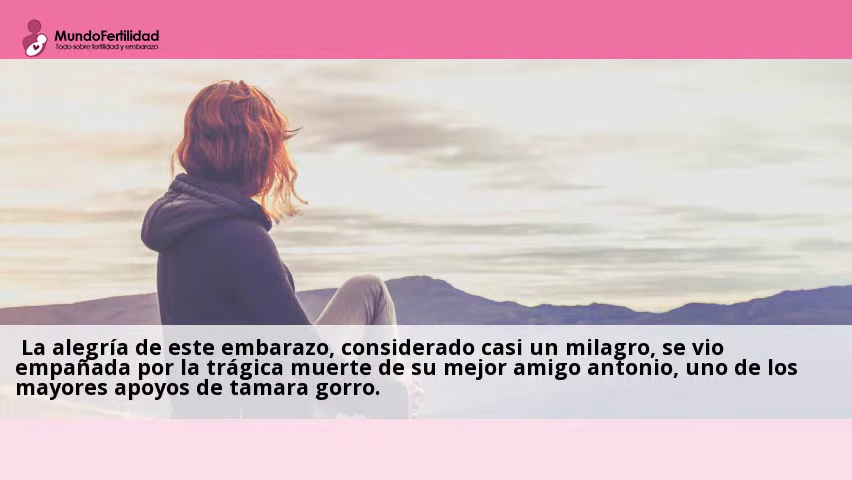 MundoFertilidad
Todo sobre fertilidad y embarazo
La alegría de este embarazo, considerado casi un milagro, se vio
empañada por la trágica muerte de su mejor amigo antonio, uno de los
mayores apoyos de tamara gorro.